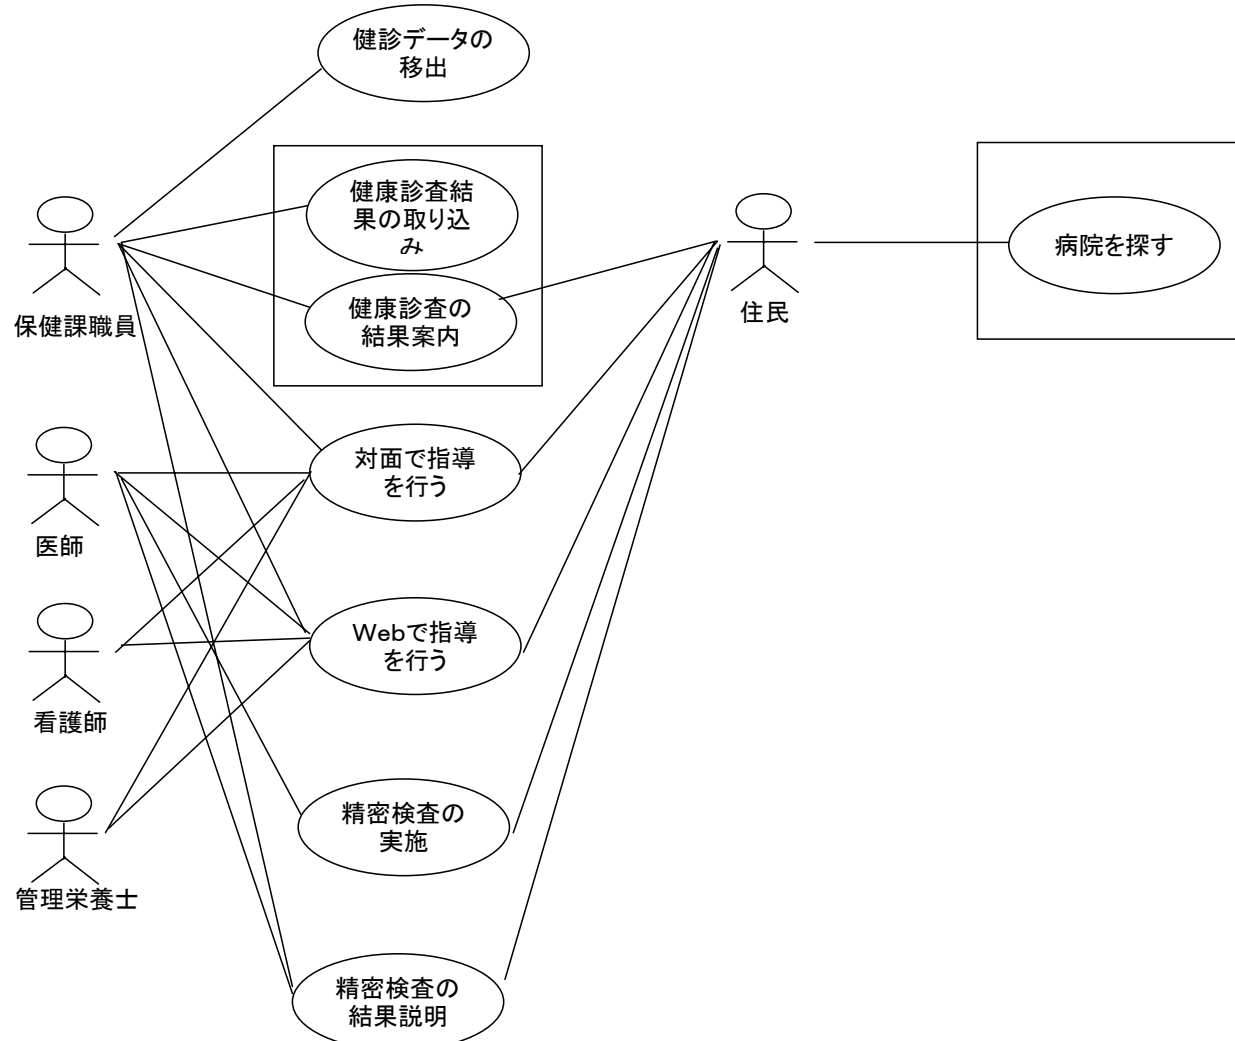 健診データの
移出
健康診査結
果の取り込
み
健康診査の
結果案内
保健課職員
住民
病院を探す
対面で指導
を行う
医師
Webで指導
を行う
看護師
精密検査の
実施
管理栄養士
精密検査の
結果説明